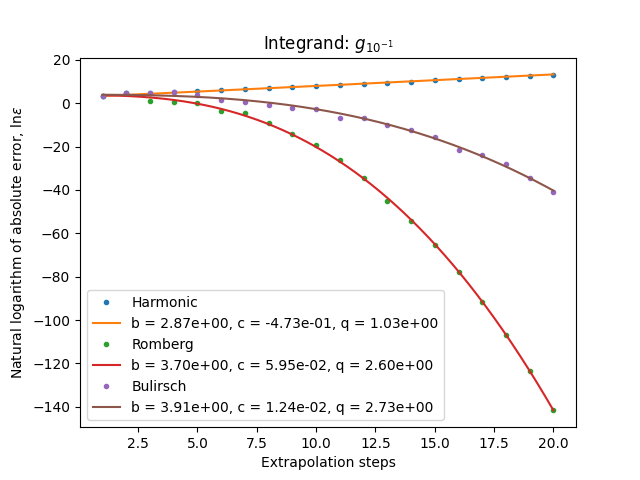 Integrand: g₁₀₋₁
Natural logarithm of absolute error, lnε
20
0
−20
−40
−60
−80
−100
−120
−140
Harmonic
b = 2.87e+00, c = -4.73e-01, q = 1.03e+00
Romberg
b = 3.70e+00, c = 5.95e-02, q = 2.60e+00
Bulirsch
b = 3.91e+00, c = 1.24e-02, q = 2.73e+00
2.5 5.0 7.5 10.0 12.5 15.0 17.5 20.0
Extrapolation steps